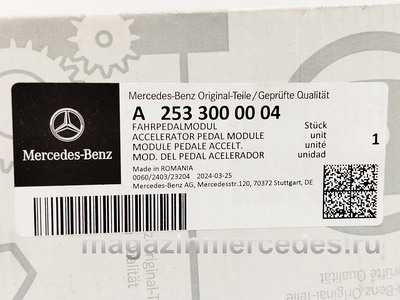 Mercedes-Benz
Mercedes-Benz Original-Teile/Geprüfte Qualität
A 253 300 00 04
FAHRPEDALMODUL Stück
ACCELERATOR PEDAL MODULE unit
MODULE PEDALE ACCELT. unité
MOD. DEL PEDAL ACELERADOR unidad
1
Made in ROMANIA
0060/2403/23204 2024-03-25
Mercedes-Benz AG, Mercedesstr.120, 70372 Stuttgart, DE
magazinmercedes.ru